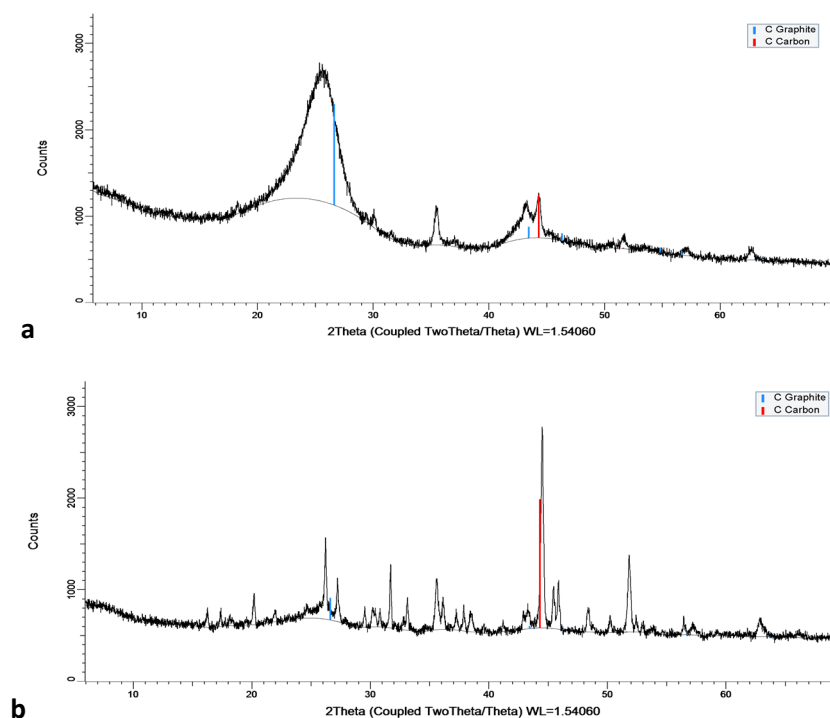 C Graphite
C Carbon
3000
2000
1000
0
Counts
10 20 30 40 50 60
2Theta (Coupled TwoTheta/Theta) WL=1.54060
a
C Graphite
C Carbon
3000
2000
1000
0
Counts
10 20 30 40 50 60
2Theta (Coupled TwoTheta/Theta) WL=1.54060
b